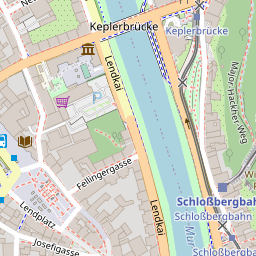 Keplerbrücke
Keplerbrücke
Lendkai
Major-Hackher-Weg
Fellingergasse
Lendplatz
Schloßbergbahn
Schloßbergbahn
Lendkai
Josefigasse
Mur